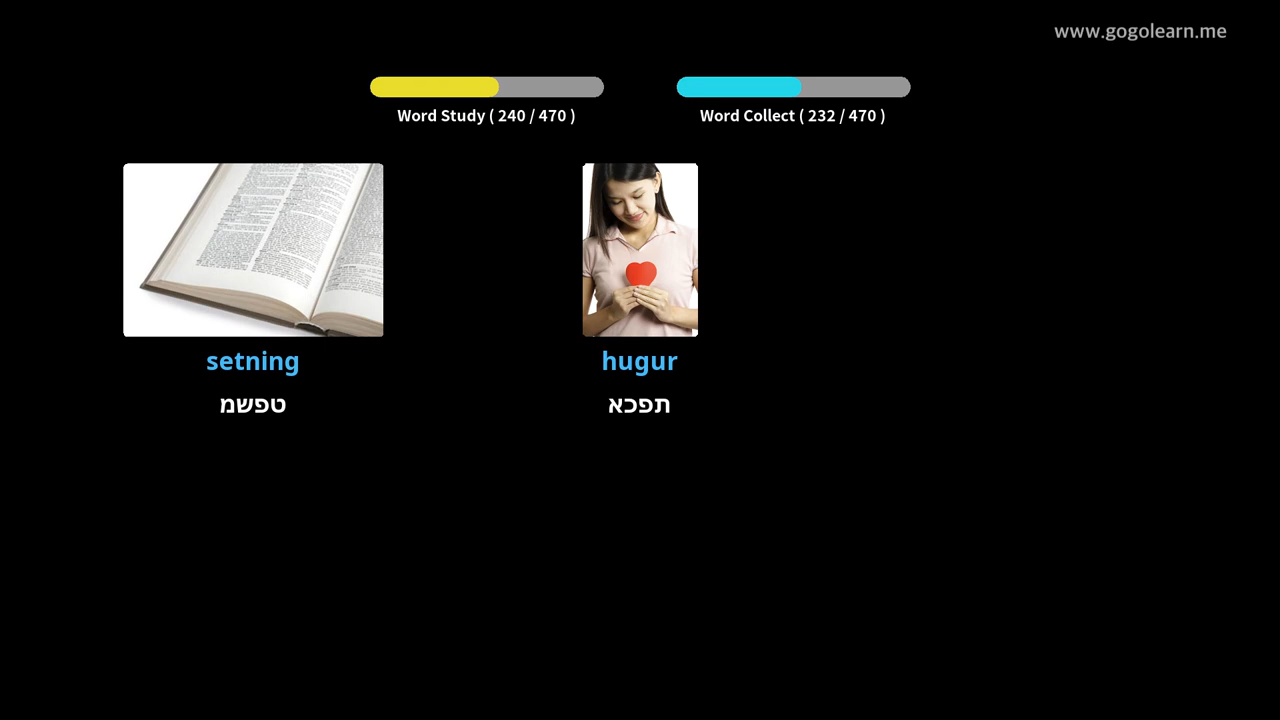 www.gogolearn.me
Word Study ( 240 / 470 )
Word Collect ( 232 / 470 )
setning
hugur
טפשמ
תפכא